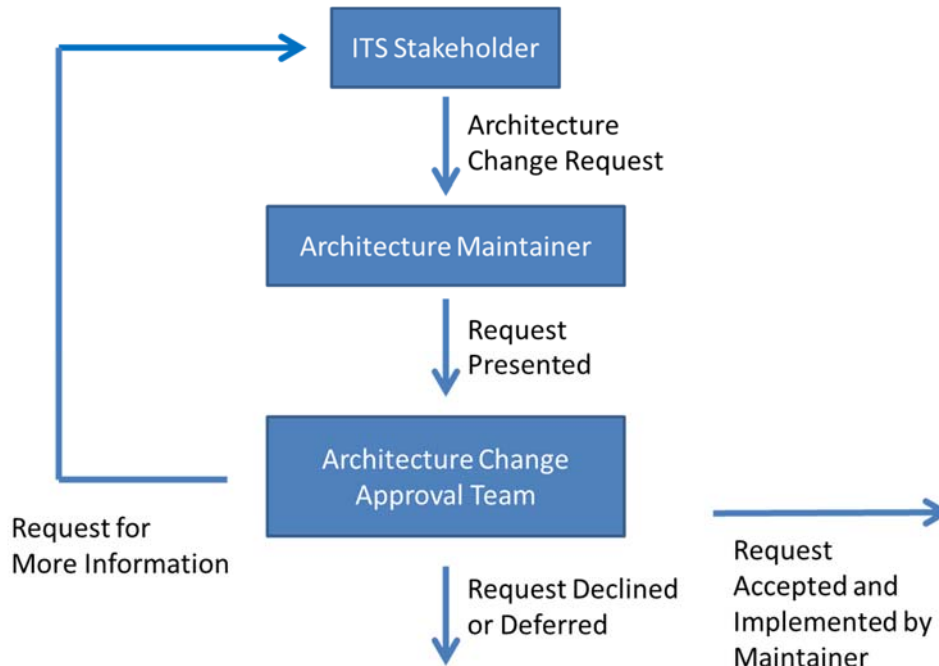 ITS Stakeholder
Architecture
Change Request
Architecture Maintainer
Request
Presented
Architecture Change
Approval Team
Request for
More Information
Request Declined
or Deferred
Request
Accepted and
Implemented by
Maintainer